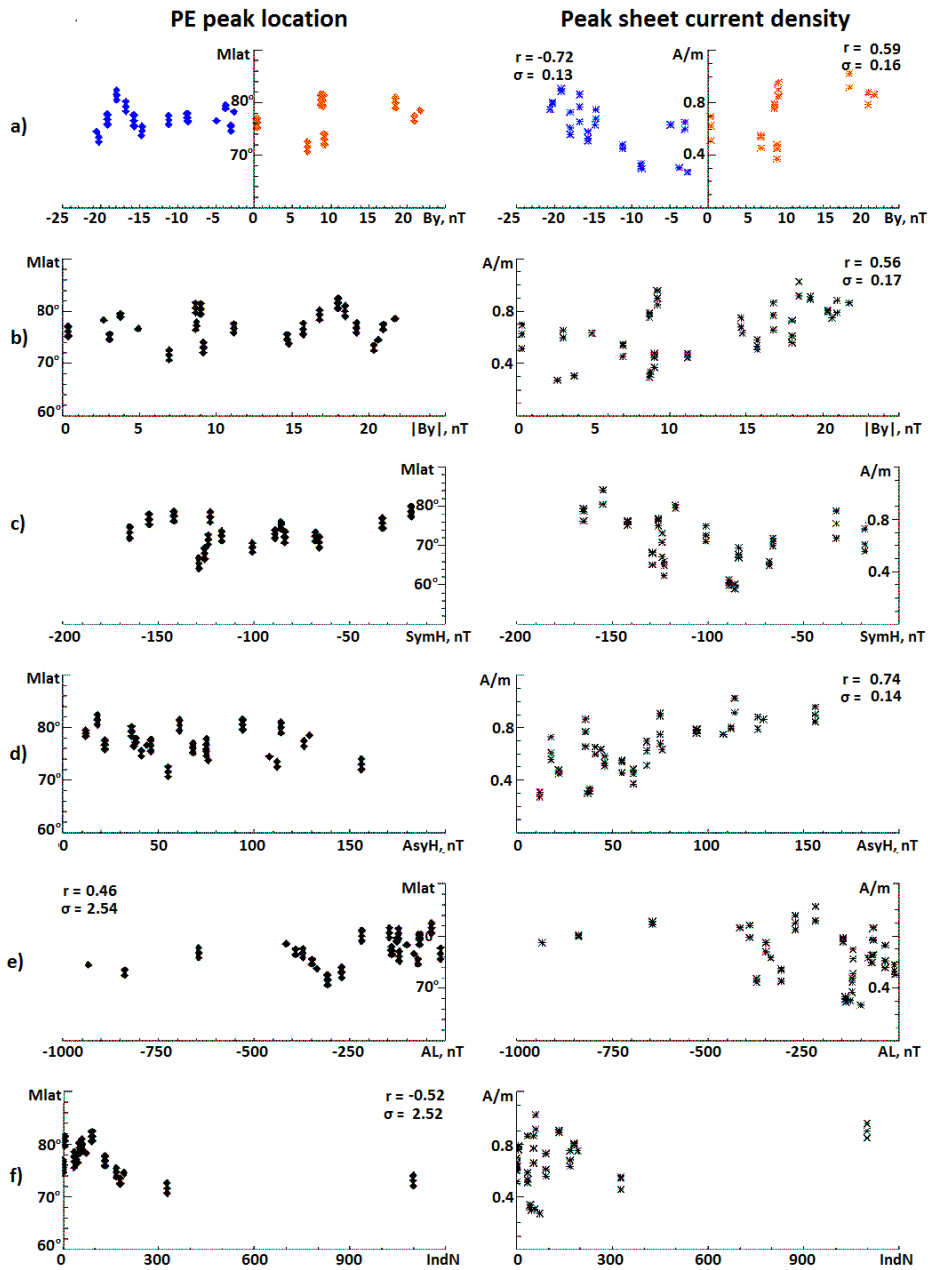 PE peak location Peak sheet current density
a)
Mlat
80°
70°
-25 -20 -15 -10 -5 0 5 10 15 20 By, nT
r = -0.72
σ = 0.13
A/m
r = 0.59
σ = 0.16
0.8
0.4
-25 -20 -15 -10 -5 0 5 10 15 20 By, nT
b)
Mlat
80°
70°
60°
0 5 10 15 20 |By|, nT
A/m
r = 0.56
σ = 0.17
0.8
0.4
0 5 10 15 20 |By|, nT
c)
Mlat
80°
70°
60°
-200 -150 -100 -50 SymH, nT
A/m
0.8
0.4
-200 -150 -100 -50 SymH, nT
d)
Mlat
80°
70°
60°
0 50 100 150 AsyH, nT
A/m
r = 0.74
σ = 0.14
0.8
0.4
0 50 100 150 AsyH, nT
e)
r = 0.46
σ = 2.54
Mlat
70°
-1000 -750 -500 -250 AL, nT
A/m
0.4
-1000 -750 -500 -250 AL, nT
f)
Mlat
r = -0.52
σ = 2.52
80°
70°
60°
0 300 600 900 IndN
A/m
0.8
0.4
0 300 600 900 IndN